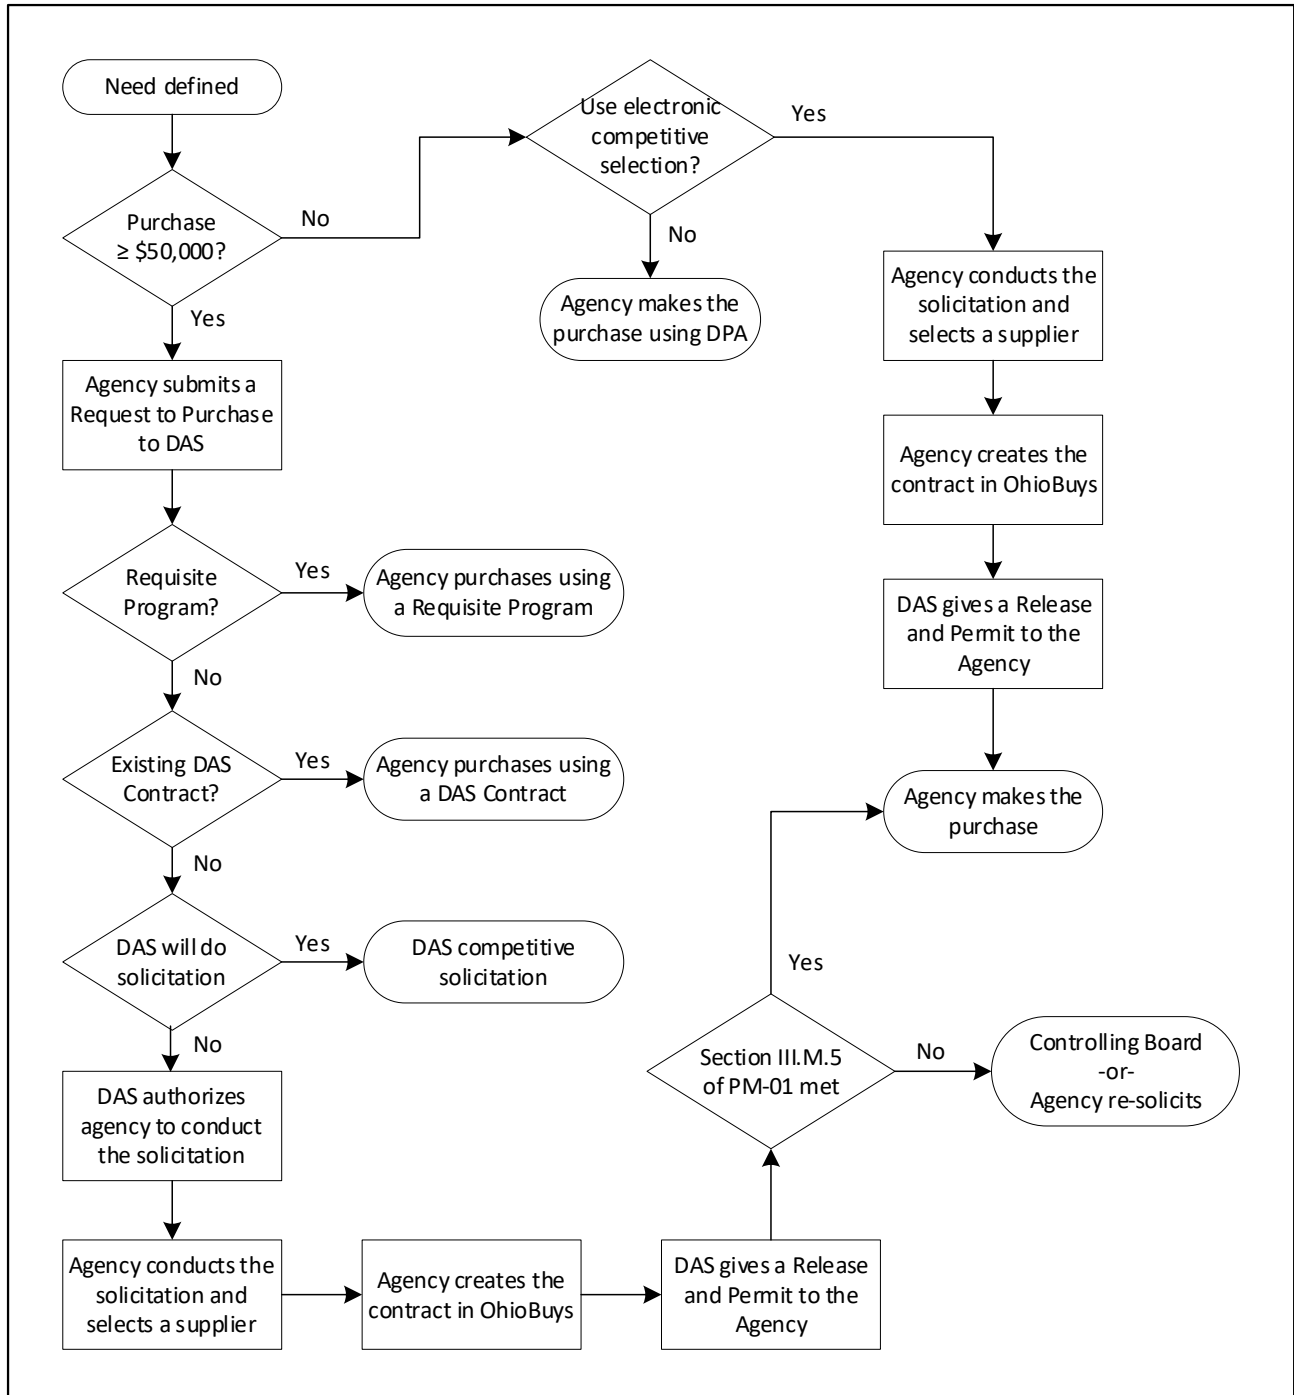 Need defined
Purchase
≥ $50,000?
No
Yes
Use electronic
competitive
selection?
Yes
No
Agency makes the
purchase using DPA
Agency conducts the
solicitation and
selects a supplier
Agency creates the
contract in OhioBuys
DAS gives a Release
and Permit to the
Agency
Agency makes the
purchase
Agency submits a
Request to Purchase
to DAS
Requisite
Program?
Yes
Agency purchases using
a Requisite Program
No
Existing DAS
Contract?
Yes
Agency purchases using
a DAS Contract
No
DAS will do
solicitation
Yes
DAS competitive
solicitation
No
DAS authorizes
agency to conduct
the solicitation
Agency conducts the
solicitation and
selects a supplier
Agency creates the
contract in OhioBuys
DAS gives a Release
and Permit to the
Agency
Section III.M.5
of PM-01 met
Yes
No
Controlling Board
-or-
Agency re-solicits